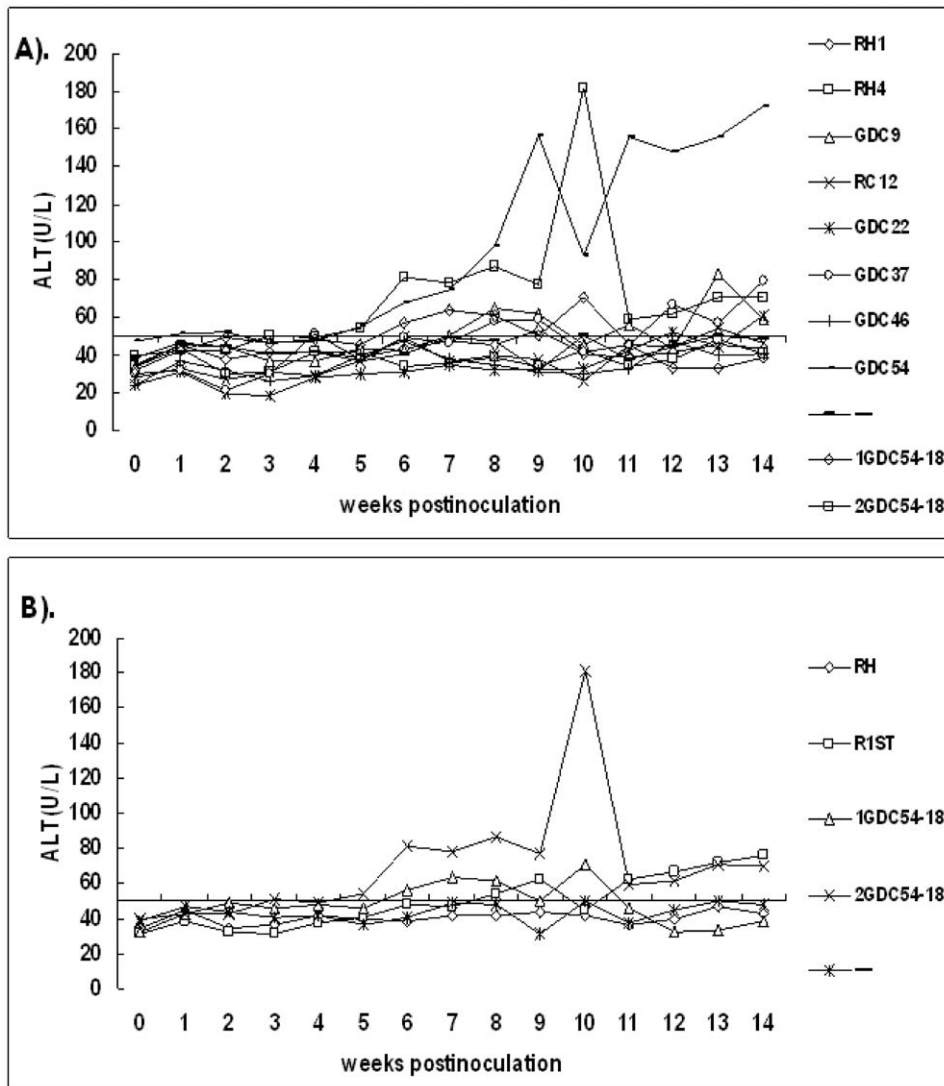 A).
ALT(U/L)
200
180
160
140
120
100
80
60
40
20
0
0 1 2 3 4 5 6 7 8 9 10 11 12 13 14
weeks postinoculation
RH1
RH4
GDC9
RC12
GDC22
GDC37
GDC46
GDC54
—
1GDC54-18
2GDC54-18
B).
ALT(U/L)
200
180
160
140
120
100
80
60
40
20
0
0 1 2 3 4 5 6 7 8 9 10 11 12 13 14
weeks postinoculation
RH
R1ST
1GDC54-18
2GDC54-18
—